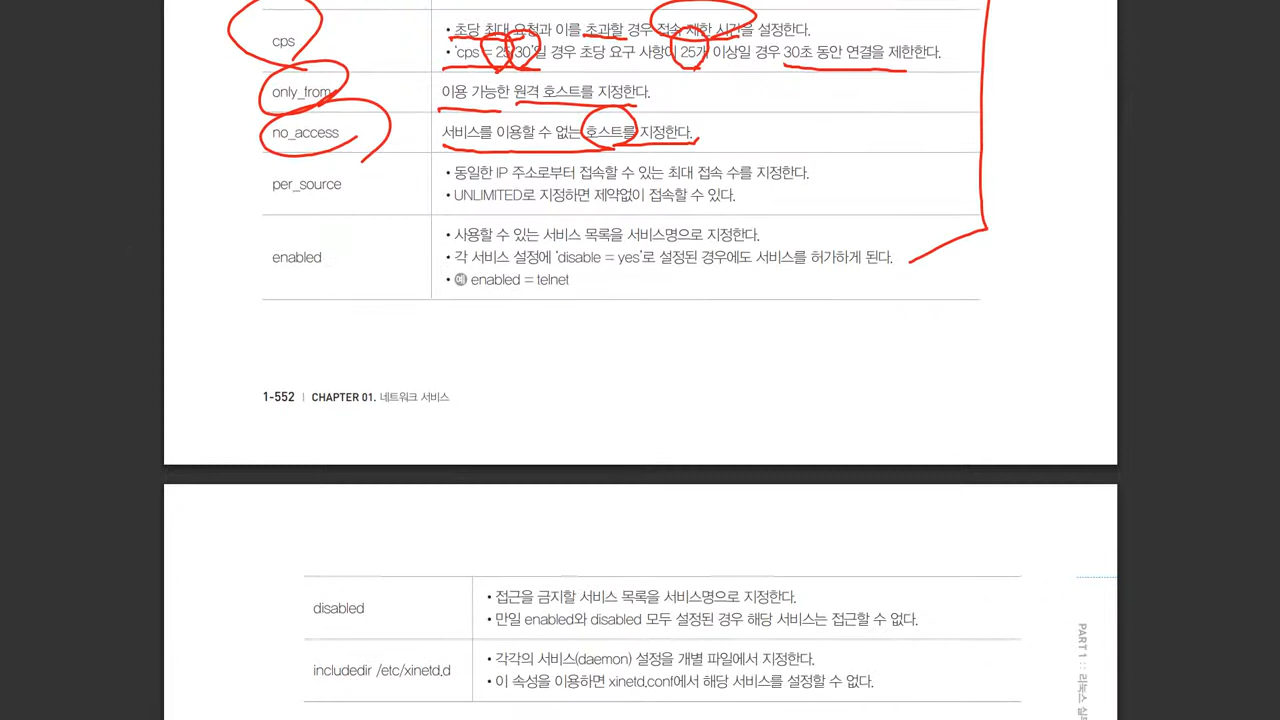 cps
• 초당 최대 요청과 이를 초과할 경우 접속 제한 시간을 설정한다.
• ‘cps = 25 30’일 경우 초당 요구 사항이 25개 이상일 경우 30초 동안 연결을 제한한다.
only_from
이용 가능한 원격 호스트를 지정한다.
no_access
서비스를 이용할 수 없는 호스트를 지정한다.
per_source
• 동일한 IP 주소로부터 접속할 수 있는 최대 접속 수를 지정한다.
• UNLIMITED로 지정하면 제약없이 접속할 수 있다.
enabled
• 사용할 수 있는 서비스 목록을 서비스명으로 지정한다.
• 각 서비스 설정에 ‘disable = yes’로 설정된 경우에도 서비스를 허가하게 된다.
• 예 enabled = telnet
1-552 | CHAPTER 01. 네트워크 서비스
disabled
• 접근을 금지할 서비스 목록을 서비스명으로 지정한다.
• 만일 enabled와 disabled 모두 설정된 경우 해당 서비스는 접근할 수 없다.
includedir /etc/xinetd.d
• 각각의 서비스(daemon) 설정을 개별 파일에서 지정한다.
• 이 속성을 이용하면 xinetd.conf에서 해당 서비스를 설정할 수 없다.
PART 1 :: 리눅스